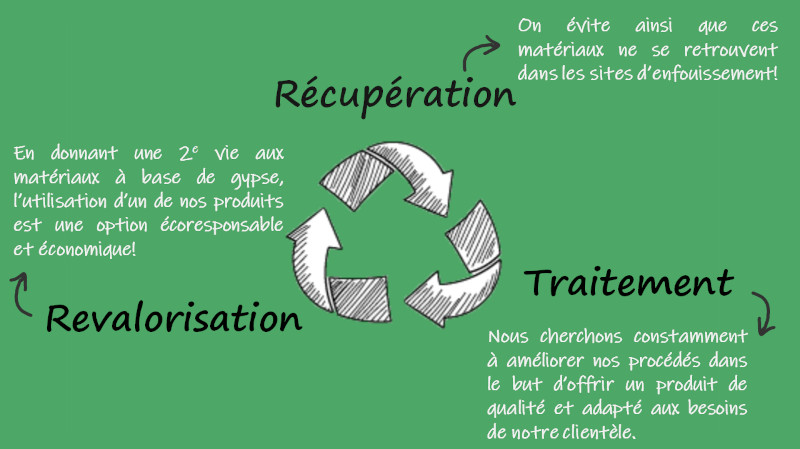 On évite ainsi que ces
matériaux ne se retrouvent
dans les sites d'enfouissement!
Récupération
En donnant une 2e vie aux
matériaux à base de gypse,
l'utilisation d'un de nos produits
est une option écoresponsable
et économique!
Traitement
Revalorisation
Nous cherchons constamment
à améliorer nos procédés dans
le but d'offrir un produit de
qualité et adapté aux besoins
de notre clientèle.